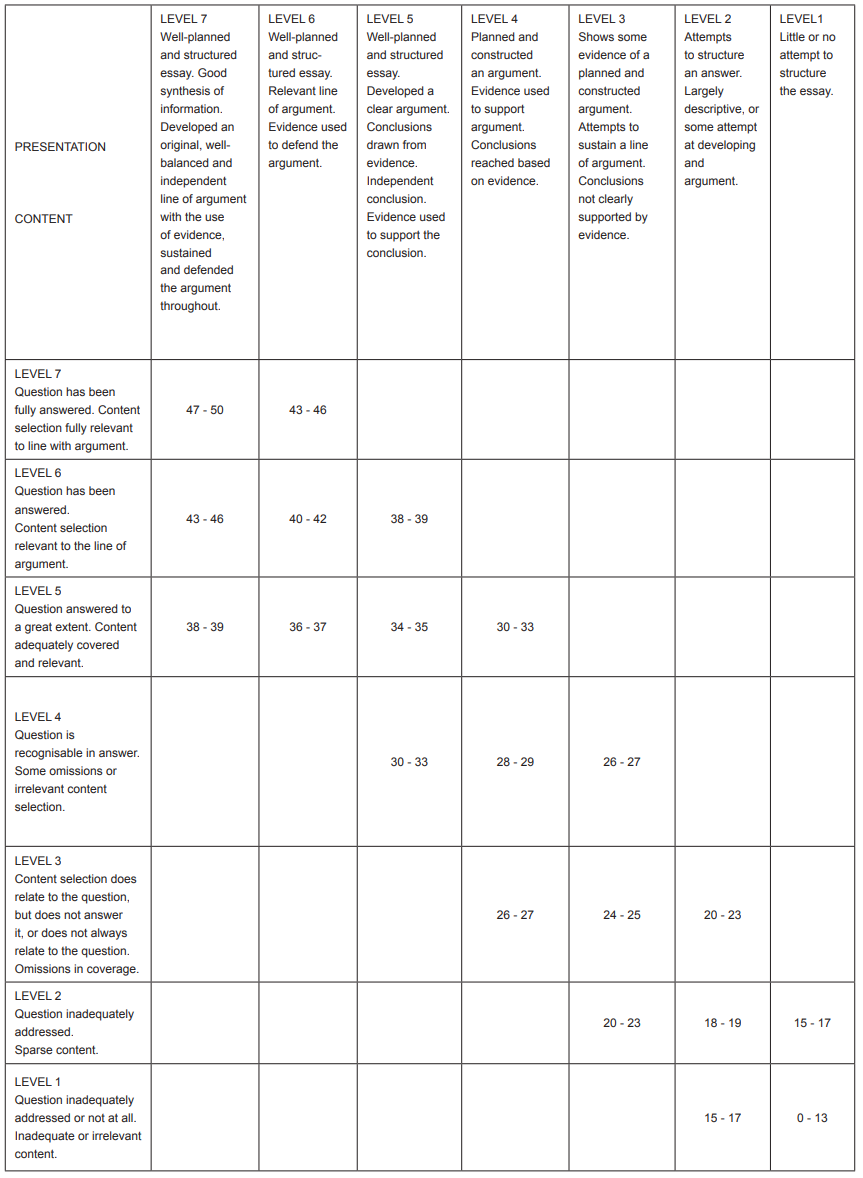 PRESENTATION
CONTENT
LEVEL 7
Well-planned
and structured
essay. Good
synthesis of
information.
Developed an
original, well-
balanced and
independent
line of argument
with the use
of evidence,
sustained
and defended
the argument
throughout.
LEVEL 6
Well-planned
and struc-
tured essay.
Relevant line
of argument.
Evidence used
to defend the
argument.
LEVEL 5
Well-planned
and structured
essay.
Developed a
clear argument.
Conclusions
drawn from
evidence.
Independent
conclusion.
Evidence used
to support the
conclusion.
LEVEL 4
Planned and
constructed
an argument.
Evidence used
to support
argument.
Conclusions
reached based
on evidence.
LEVEL 3
Shows some
evidence of a
planned and
constructed
argument.
Attempts to
sustain a line
of argument.
Conclusions
not clearly
supported by
evidence.
LEVEL 2
Attempts
to structure
an answer.
Largely
descriptive, or
some attempt
at developing
and
argument.
LEVEL1
Little or no
attempt to
structure
the essay.
LEVEL 7
Question has been
fully answered. Content
selection fully relevant
to line with argument.
47 - 50
43 - 46
LEVEL 6
Question has been
answered.
Content selection
relevant to the line of
argument.
43 - 46
40 - 42
38 - 39
LEVEL 5
Question answered to
a great extent. Content
adequately covered
and relevant.
38 - 39
36 - 37
34 - 35
30 - 33
LEVEL 4
Question is
recognisable in answer.
Some omissions or
irrelevant content
selection.
30 - 33
28 - 29
26 - 27
LEVEL 3
Content selection does
relate to the question,
but does not answer
it, or does not always
relate to the question.
Omissions in coverage.
26 - 27
24 - 25
20 - 23
LEVEL 2
Question inadequately
addressed.
Sparse content.
20 - 23
18 - 19
15 - 17
LEVEL 1
Question inadequately
addressed or not at all.
Inadequate or irrelevant
content.
15 - 17
0 - 13